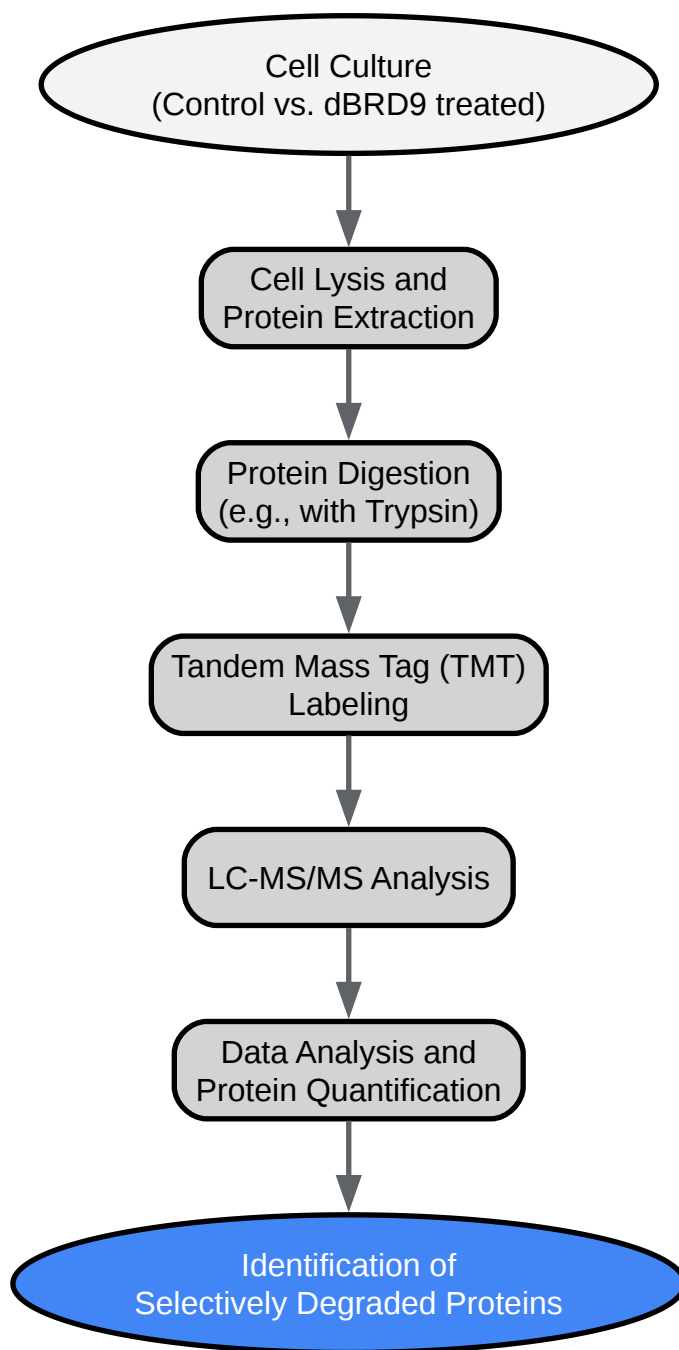 Cell Culture
(Control vs. dBRD9 treated)
Cell Lysis and
Protein Extraction
Protein Digestion
(e.g., with Trypsin)
Tandem Mass Tag (TMT)
Labeling
LC-MS/MS Analysis
Data Analysis and
Protein Quantification
Identification of
Selectively Degraded Proteins